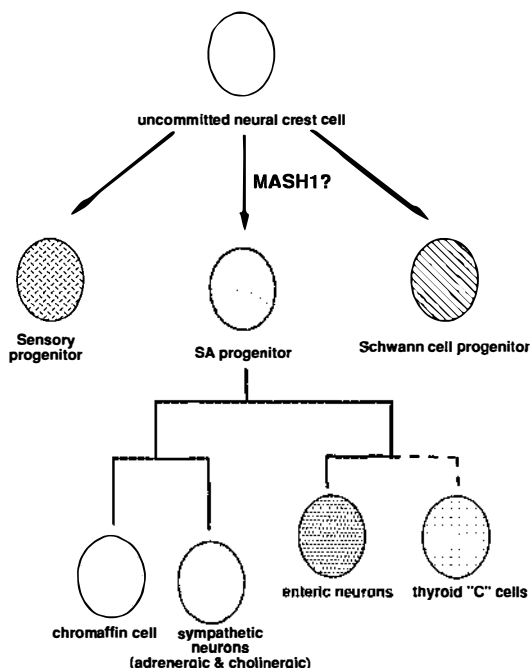 uncommitted neural crest cell
MASH1?
Sensory
progenitor
SA progenitor
Schwann cell progenitor
chromaffin cell
sympathetic
neurons
(adrenergic & cholinergic)
enteric neurons
thyroid "C" cells